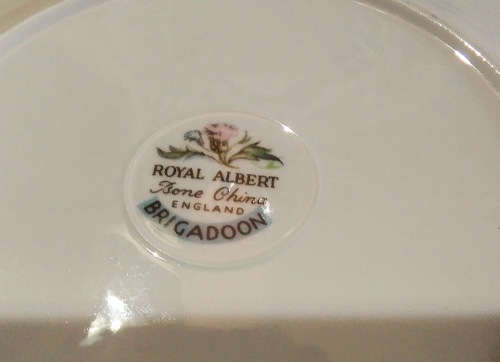 ROYAL ALBERT
Bone China
ENGLAND
BRIGADOON